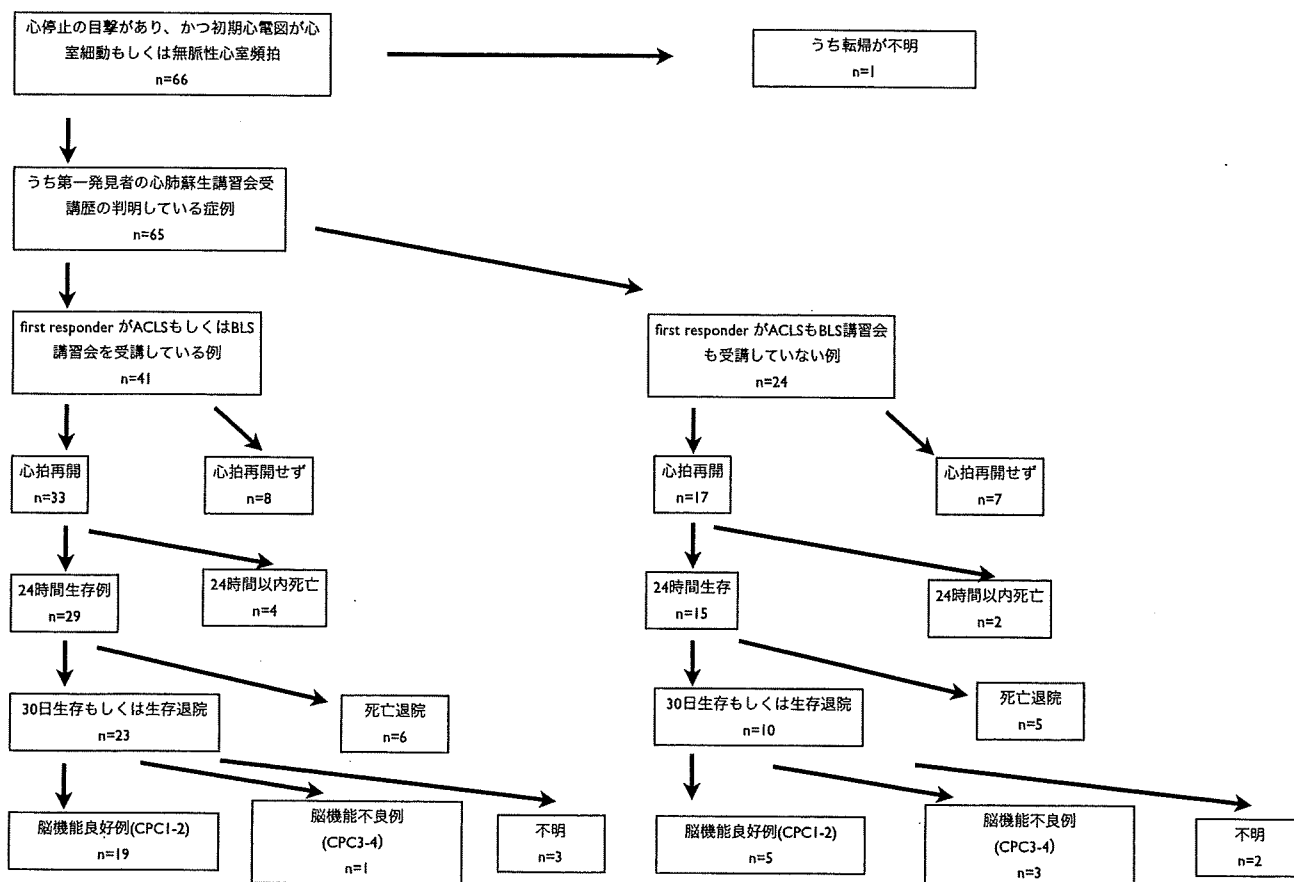 心停止の目撃があり、かつ初期心電図が心
室細動もしくは無脈性心室頻拍
n=66
うち転帰が不明
n=1
うち第一発見者の心肺蘇生講習会受
講歴の判明している症例
n=65
first responder がACLSもしくはBLS
講習会を受講している例
n=41
first responder がACLSもBLS講習会
も受講していない例
n=24
心拍再開
n=33
心拍再開せず
n=8
心拍再開
n=17
心拍再開せず
n=7
24時間生存例
n=29
24時間以内死亡
n=4
24時間生存
n=15
24時間以内死亡
n=2
30日生存もしくは生存退院
n=23
死亡退院
n=6
30日生存もしくは生存退院
n=10
死亡退院
n=5
脳機能良好例(CPC1-2)
n=19
脳機能不良例
(CPC3-4)
n=1
不明
n=3
脳機能良好例(CPC1-2)
n=5
脳機能不良例
(CPC3-4)
n=3
不明
n=2